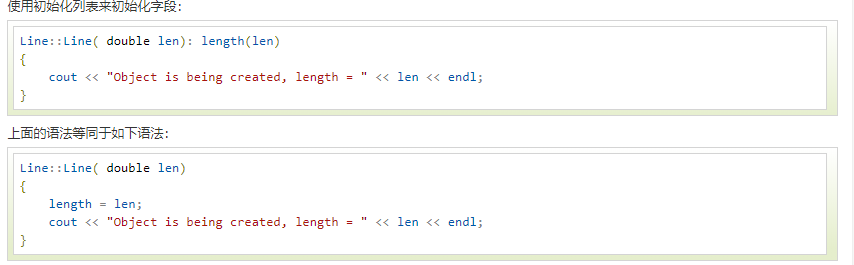 使用初始化列表来初始化字段：
Line::Line( double len): length(len)
{
    cout << "Object is being created, length = " << len << endl;
}
上面的语法等同于如下语法：
Line::Line( double len)
{
    length = len;
    cout << "Object is being created, length = " << len << endl;
}